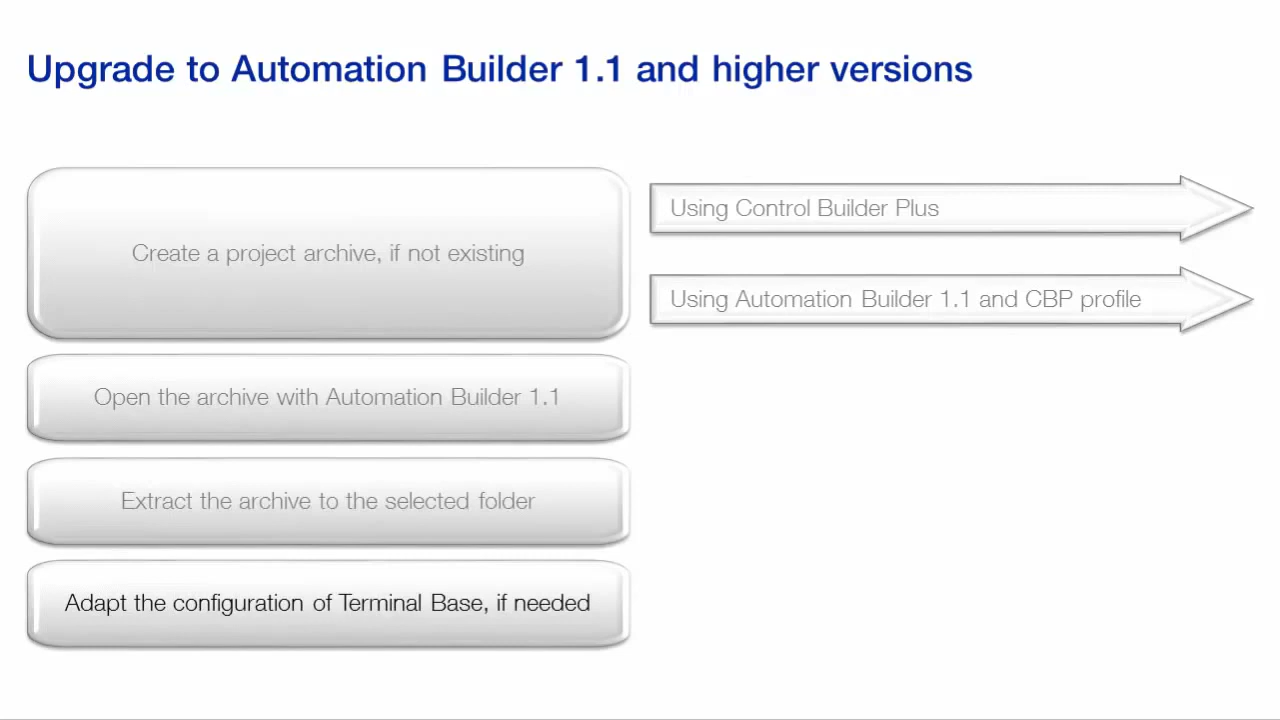 Upgrade to Automation Builder 1.1 and higher versions
Create a project archive, if not existing
Using Control Builder Plus
Using Automation Builder 1.1 and CBP profile
Open the archive with Automation Builder 1.1
Extract the archive to the selected folder
Adapt the configuration of Terminal Base, if needed